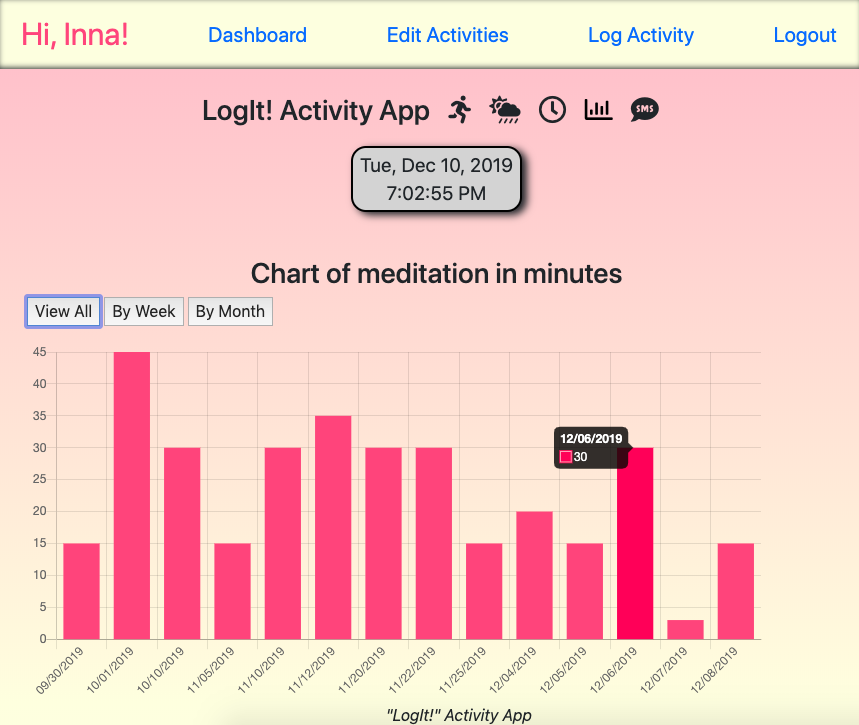 Hi, Inna! Dashboard Edit Activities Log Activity Logout
LogIt! Activity App SMS
Tue, Dec 10, 2019
7:02:55 PM
Chart of meditation in minutes
View All By Week By Month
45
40
35
30
25
20
15
10
5
0
12/06/2019
30
09/30/2019 10/01/2019 10/10/2019 11/05/2019 11/10/2019 11/12/2019 11/20/2019 11/22/2019 11/25/2019 12/04/2019 12/05/2019 12/06/2019 12/07/2019 12/08/2019
"LogIt!" Activity App